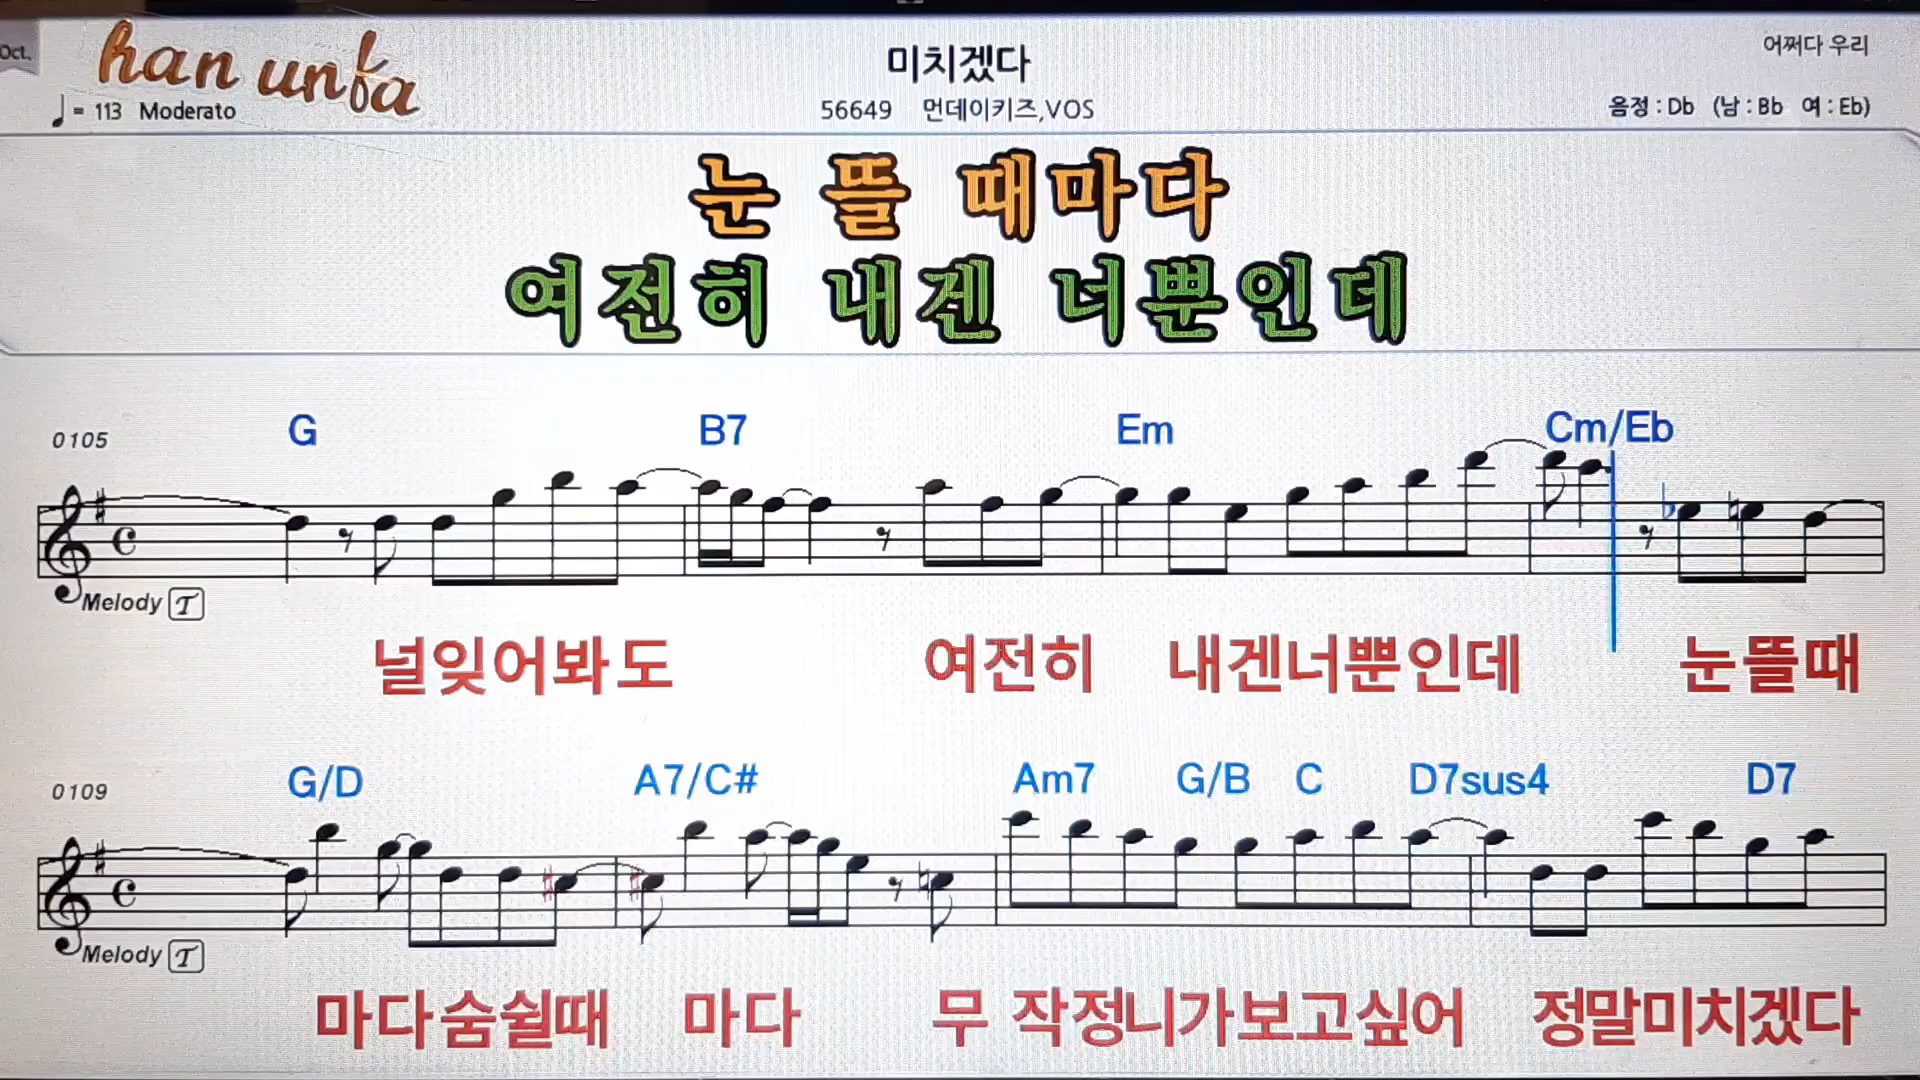 Oct.
han unfa
미치겠다
어쩌다 우리
♩= 113 Moderato
56649 먼데이키즈,VOS
음정 : Db (남 : Bb 여 : Eb)
눈 뜰 때마다
여전히 내겐 너뿐인데
0105 G B7 Em Cm/Eb
Melody T
널잊어봐도 여전히 내겐너뿐인데 눈뜰때
0109 G/D A7/C# Am7 G/B C D7sus4 D7
Melody T
마다숨쉴때 마다 무 작정니가보고싶어 정말미치겠다